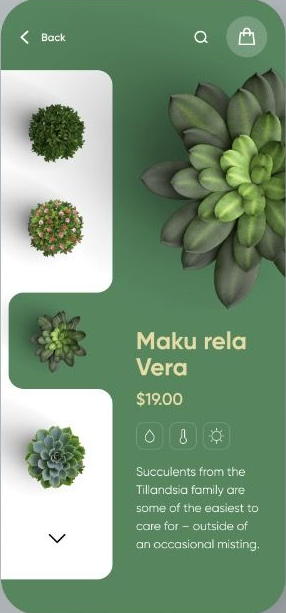 Back
Maku rela
Vera
$19.00
Succulents from the
Tillandsia family are
some of the easiest to
care for – outside of
an occasional misting.